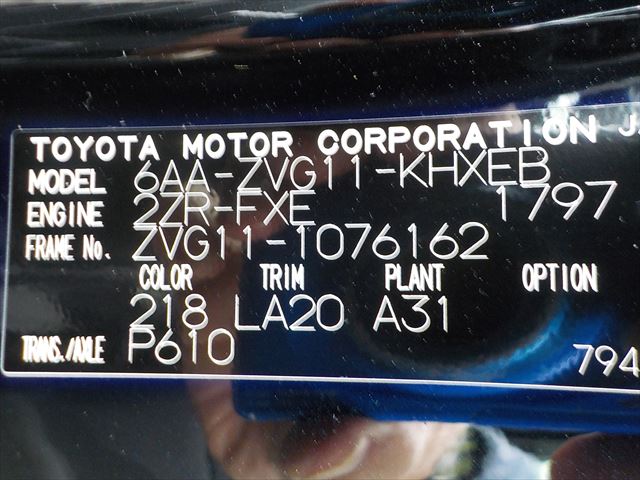 TOYOTA MOTOR CORPORATION J
MODEL 6AA-ZVG11-KHXEB
ENGINE 2ZR-FXE 1797
FRAME No. ZVG11-1076162
COLOR TRIM PLANT OPTION
218 LA20 A31
TRANS./AXLE P610
794